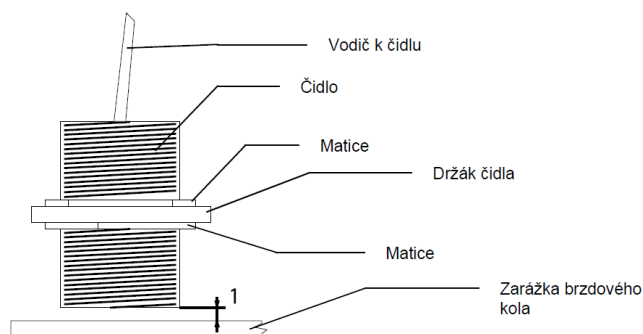 Vodič k čidlu
Čidlo
Matice
Držák čidla
Matice
1
Zarážka brzdového
kola